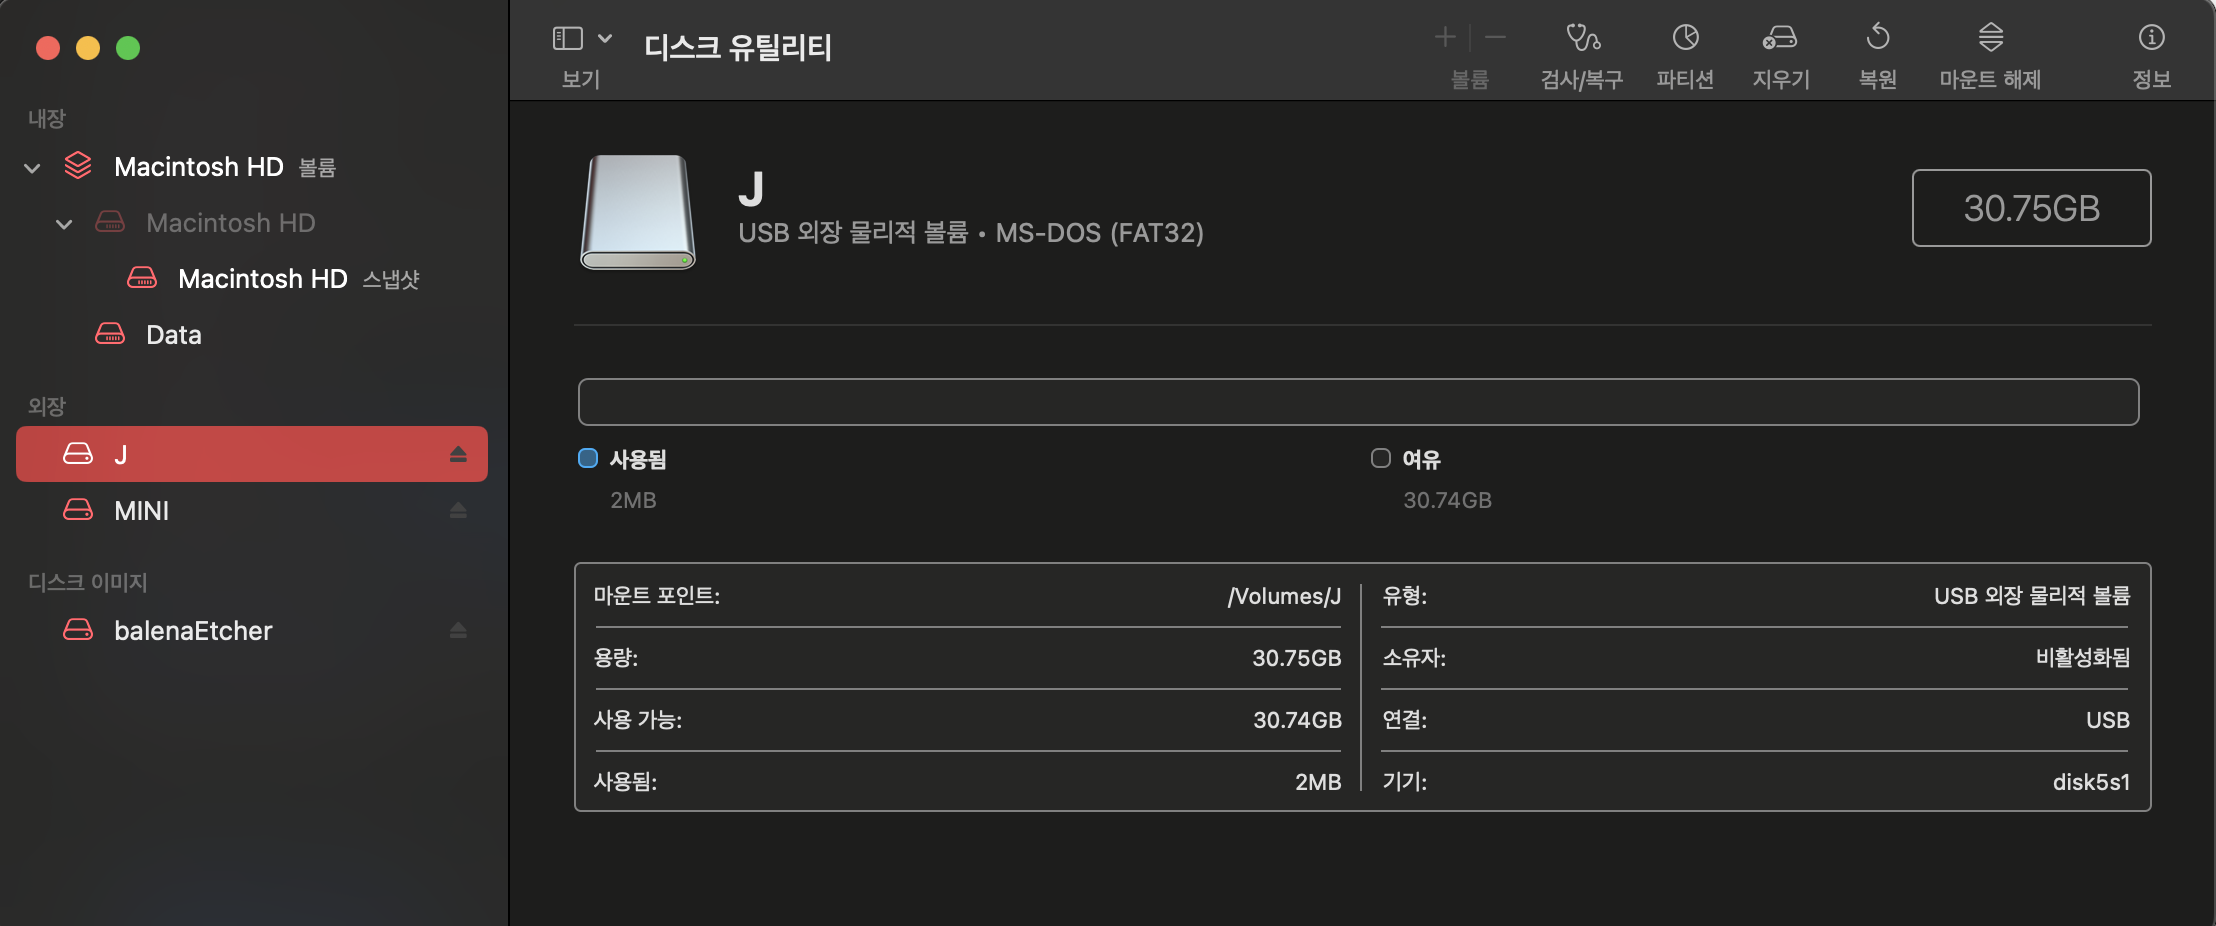 보기
디스크 유틸리티
볼륨
검사/복구
파티션
지우기
복원
마운트 해제
정보
내장
Macintosh HD 볼륨
Macintosh HD
Macintosh HD 스냅샷
Data
외장
J
MINI
디스크 이미지
balenaEtcher
J
USB 외장 물리적 볼륨 • MS-DOS (FAT32)
30.75GB
사용됨
2MB
여유
30.74GB
마운트 포인트: /Volumes/J
용량: 30.75GB
사용 가능: 30.74GB
사용됨: 2MB
유형: USB 외장 물리적 볼륨
소유자: 비활성화됨
연결: USB
기기: disk5s1